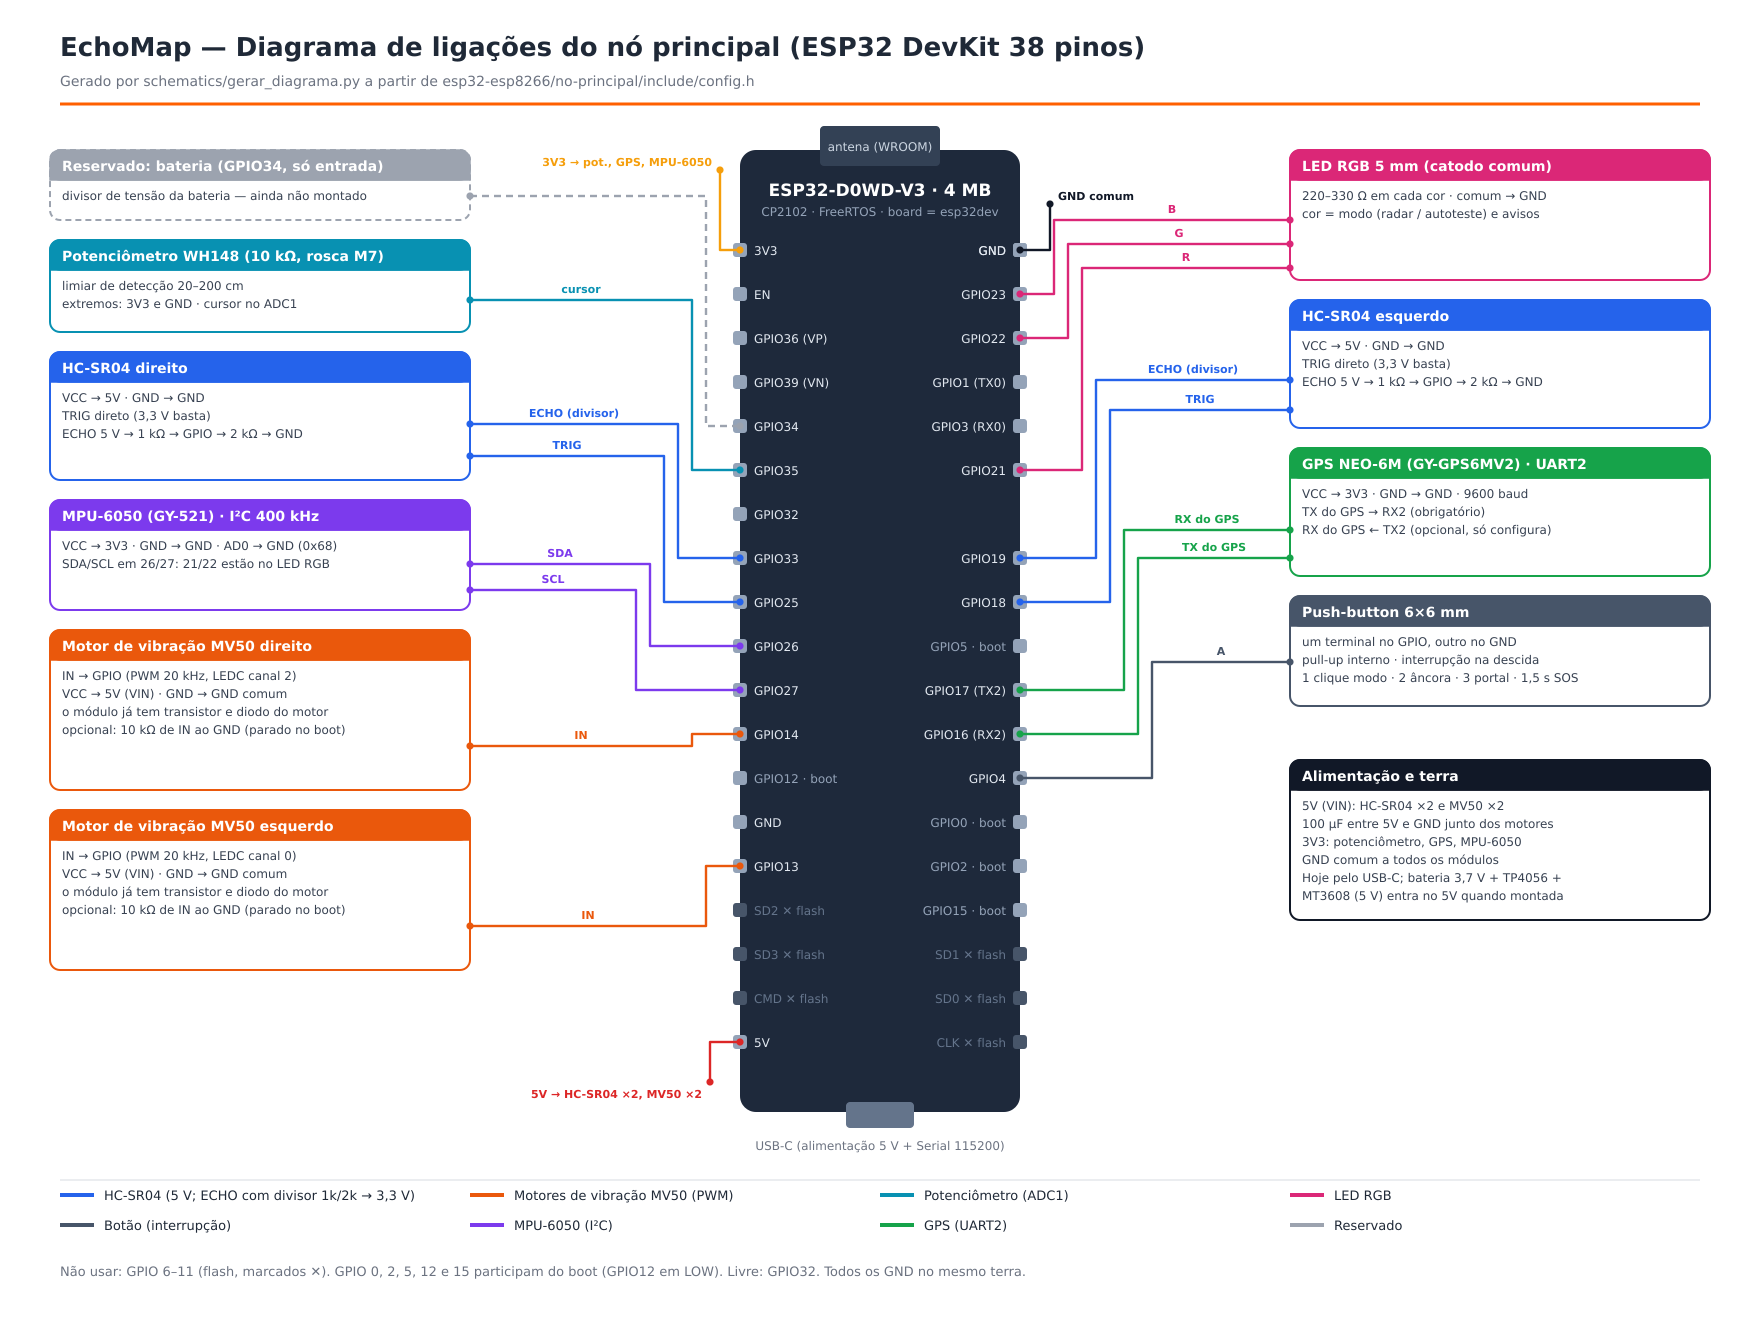 EchoMap — Diagrama de ligações do nó principal (ESP32 DevKit 38 pinos)
Gerado por schematics/gerar_diagrama.py a partir de esp32-esp8266/no-principal/include/config.h
Reservado: bateria (GPIO34, só entrada)
divisor de tensão da bateria — ainda não montado
Potenciômetro WH148 (10 kΩ, rosca M7)
limiar de detecção 20–200 cm
extremos: 3V3 e GND · cursor no ADC1
HC-SR04 direito
VCC → 5V · GND → GND
TRIG direto (3,3 V basta)
ECHO 5 V → 1 kΩ → GPIO → 2 kΩ → GND
MPU-6050 (GY-521) · I²C 400 kHz
VCC → 3V3 · GND → GND · AD0 → GND (0x68)
SDA/SCL em 26/27: 21/22 estão no LED RGB
Motor de vibração MV50 direito
IN → GPIO (PWM 20 kHz, LEDC canal 2)
VCC → 5V (VIN) · GND → GND comum
o módulo já tem transistor e diodo do motor
opcional: 10 kΩ de IN ao GND (parado no boot)
Motor de vibração MV50 esquerdo
IN → GPIO (PWM 20 kHz, LEDC canal 0)
VCC → 5V (VIN) · GND → GND comum
o módulo já tem transistor e diodo do motor
opcional: 10 kΩ de IN ao GND (parado no boot)
3V3 → pot., GPS, MPU-6050
cursor
ECHO (divisor)
TRIG
SDA
SCL
IN
IN
5V → HC-SR04 ×2, MV50 ×2
antena (WROOM)
ESP32-D0WD-V3 · 4 MB
CP2102 · FreeRTOS · board = esp32dev
3V3
EN
GPIO36 (VP)
GPIO39 (VN)
GPIO34
GPIO35
GPIO32
GPIO33
GPIO25
GPIO26
GPIO27
GPIO14
GPIO12 · boot
GND
GPIO13
SD2 × flash
SD3 × flash
CMD × flash
5V
GND
GPIO23
GPIO22
GPIO1 (TX0)
GPIO3 (RX0)
GPIO21
GPIO19
GPIO18
GPIO5 · boot
GPIO17 (TX2)
GPIO16 (RX2)
GPIO4
GPIO0 · boot
GPIO2 · boot
GPIO15 · boot
SD1 × flash
SD0 × flash
CLK × flash
USB-C (alimentação 5 V + Serial 115200)
GND comum
B
G
R
ECHO (divisor)
TRIG
RX do GPS
TX do GPS
A
LED RGB 5 mm (catodo comum)
220–330 Ω em cada cor · comum → GND
cor = modo (radar / autoteste) e avisos
HC-SR04 esquerdo
VCC → 5V · GND → GND
TRIG direto (3,3 V basta)
ECHO 5 V → 1 kΩ → GPIO → 2 kΩ → GND
GPS NEO-6M (GY-GPS6MV2) · UART2
VCC → 3V3 · GND → GND · 9600 baud
TX do GPS → RX2 (obrigatório)
RX do GPS ← TX2 (opcional, só configura)
Push-button 6×6 mm
um terminal no GPIO, outro no GND
pull-up interno · interrupção na descida
1 clique modo · 2 âncora · 3 portal · 1,5 s SOS
Alimentação e terra
5V (VIN): HC-SR04 ×2 e MV50 ×2
100 µF entre 5V e GND junto dos motores
3V3: potenciômetro, GPS, MPU-6050
GND comum a todos os módulos
Hoje pelo USB-C; bateria 3,7 V + TP4056 +
MT3608 (5 V) entra no 5V quando montada
HC-SR04 (5 V; ECHO com divisor 1k/2k → 3,3 V)
Motores de vibração MV50 (PWM)
Potenciômetro (ADC1)
LED RGB
Botão (interrupção)
MPU-6050 (I²C)
GPS (UART2)
Reservado
Não usar: GPIO 6–11 (flash, marcados ×). GPIO 0, 2, 5, 12 e 15 participam do boot (GPIO12 em LOW). Livre: GPIO32. Todos os GND no mesmo terra.